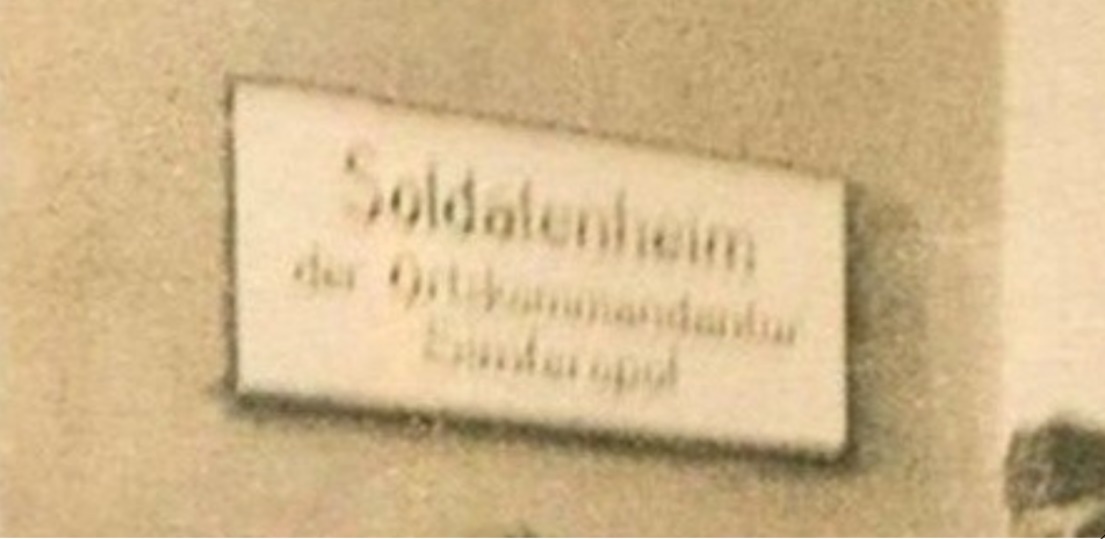 Soldatenheim
der Ortskommandantur